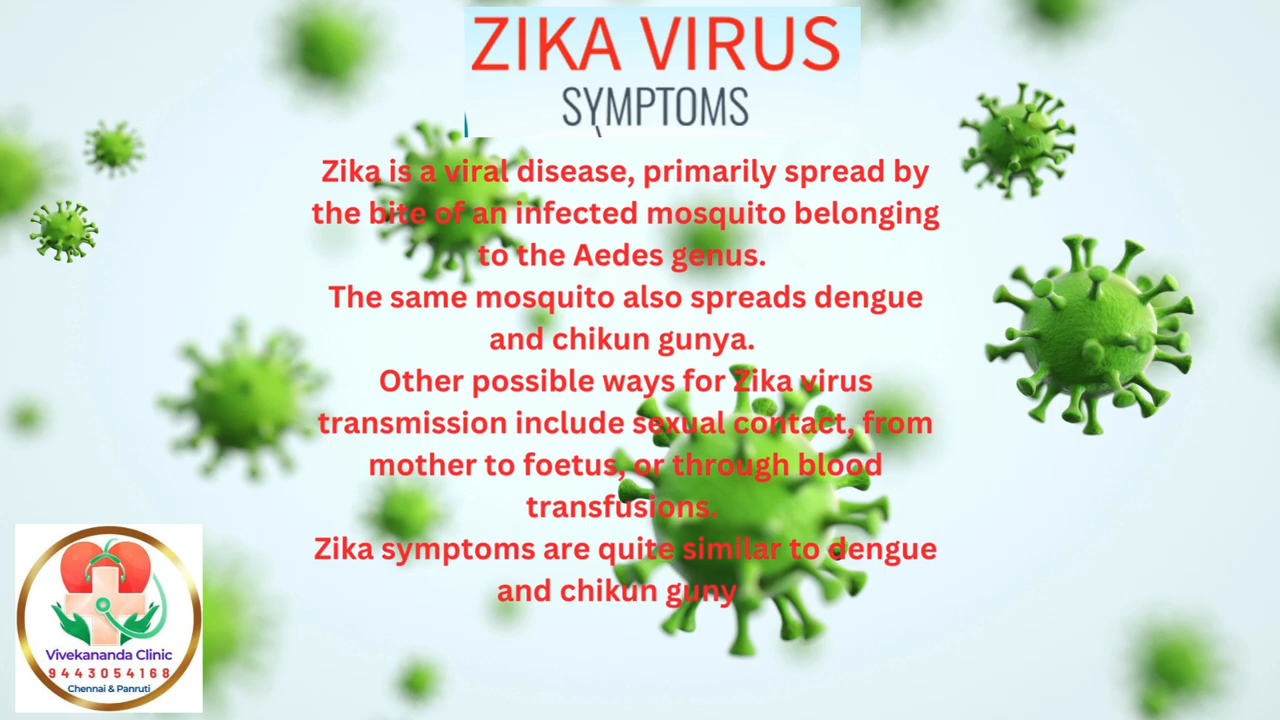 ZIKA VIRUS
SYMPTOMS
Zika is a viral disease, primarily spread by
the bite of an infected mosquito belonging
to the Aedes genus.
The same mosquito also spreads dengue
and chikun gunya.
Other possible ways for Zika virus
transmission include sexual contact, from
mother to foetus, or through blood
transfusions.
Zika symptoms are quite similar to dengue
and chikun guny
Vivekananda Clinic
9443054168
Chennai & Panruti